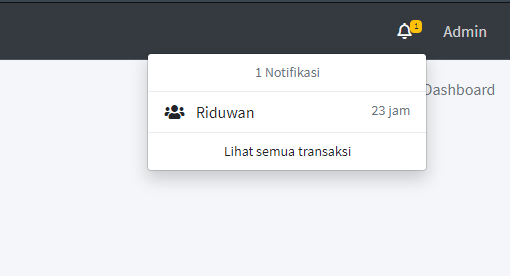 1
Admin
1 Notifikasi
Dashboard
Riduwan 23 jam
Lihat semua transaksi